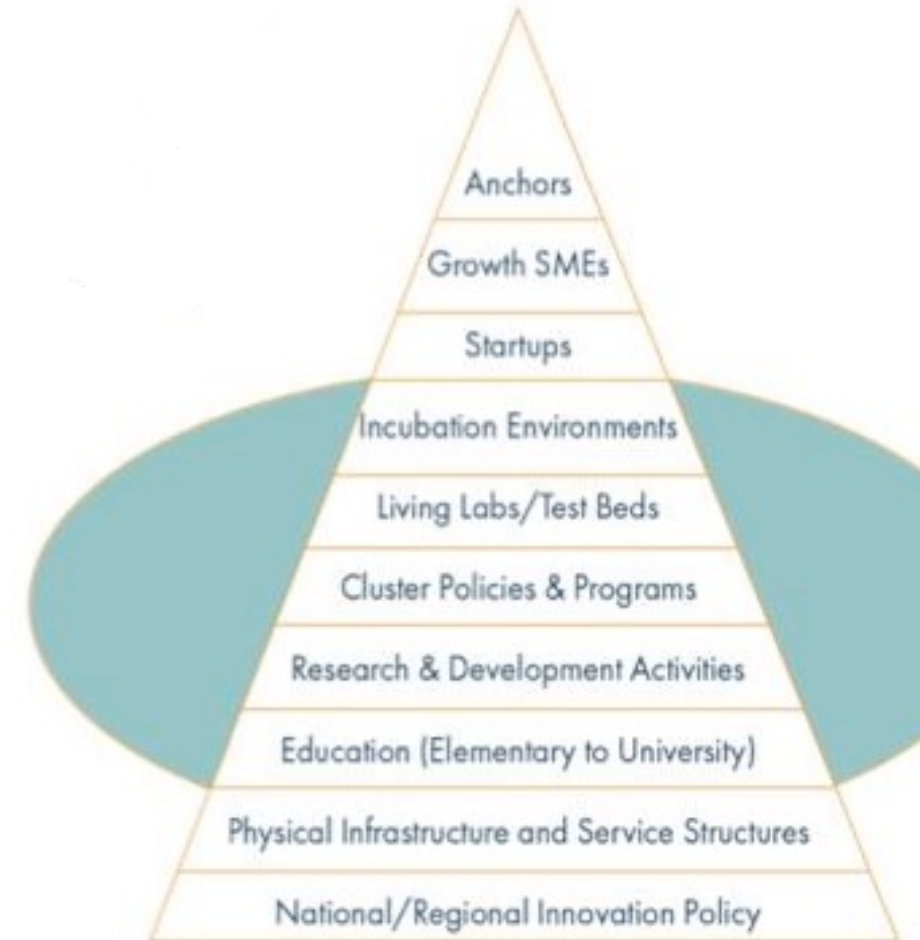 Anchors
Growth SMEs
Startups
Incubation Environments
Living Labs/Test Beds
Cluster Policies & Programs
Research & Development Activities
Education (Elementary to University)
Physical Infrastructure and Service Structures
National/Regional Innovation Policy